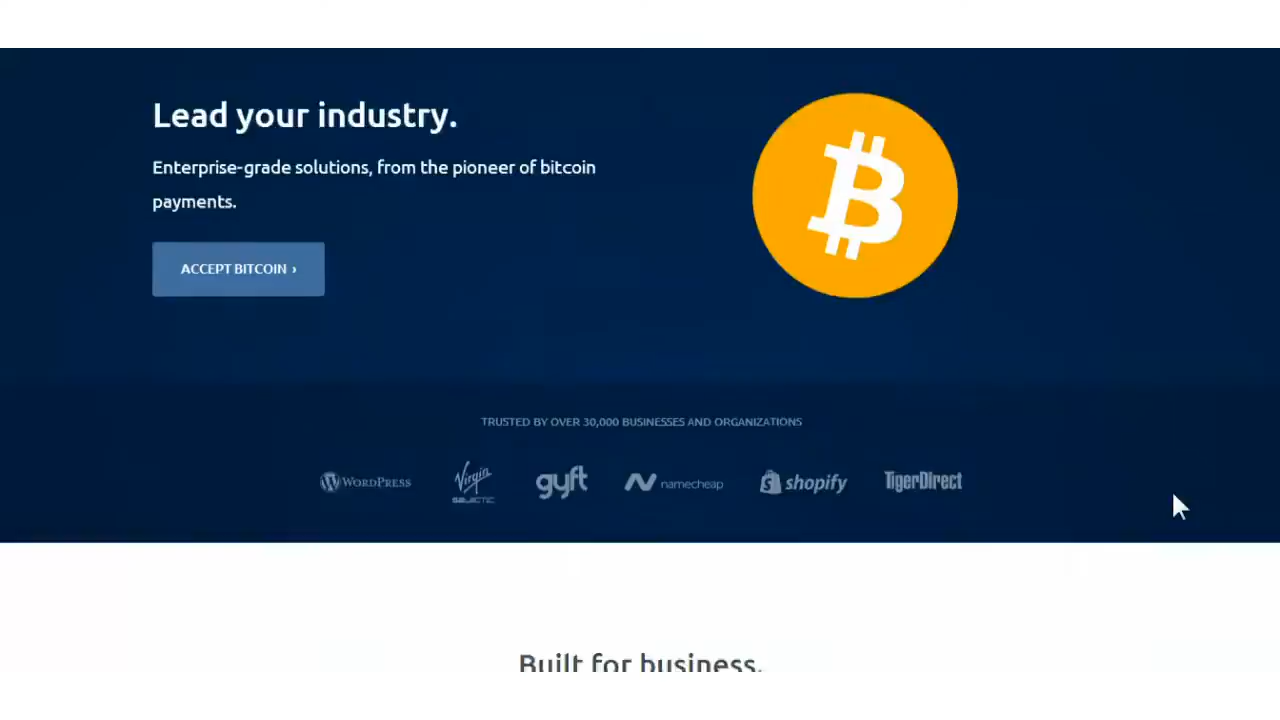 Lead your industry.
Enterprise-grade solutions, from the pioneer of bitcoin
payments.
ACCEPT BITCOIN ›
TRUSTED BY OVER 30,000 BUSINESSES AND ORGANIZATIONS
WORDPRESS Virgin GALACTIC gyft namecheap shopify TigerDirect
Built for business.